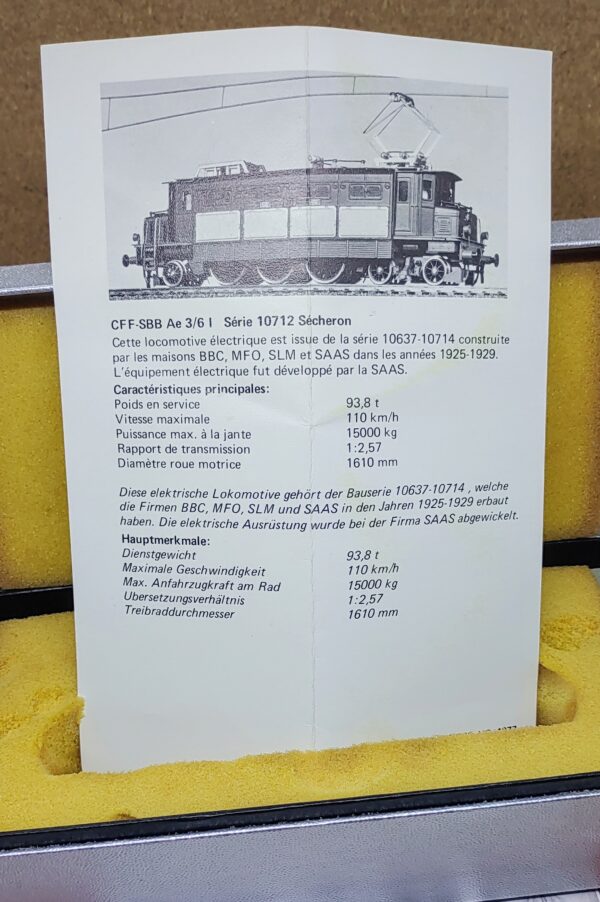 CFF-SBB Ae 3/6 I Série 10712 Sécheron
Cette locomotive électrique est issue de la série 10637-10714 construite
par les maisons BBC, MFO, SLM et SAAS dans les années 1925-1929.
L'équipement électrique fut développé par la SAAS.
Caractéristiques principales:
Poids en service 93,8 t
Vitesse maximale 110 km/h
Puissance max. à la jante 15000 kg
Rapport de transmission 1:2,57
Diamètre roue motrice 1610 mm
Diese elektrische Lokomotive gehört der Bauserie 10637-10714 , welche
die Firmen BBC, MFO, SLM und SAAS in den Jahren 1925-1929 erbaut
haben. Die elektrische Ausrüstung wurde bei der Firma SAAS abgewickelt.
Hauptmerkmale:
Dienstgewicht 93,8 t
Maximale Geschwindigkeit 110 km/h
Max. Anfahrzugkraft am Rad 15000 kg
Ubersetzungsverhältnis 1:2,57
Treibraddurchmesser 1610 mm